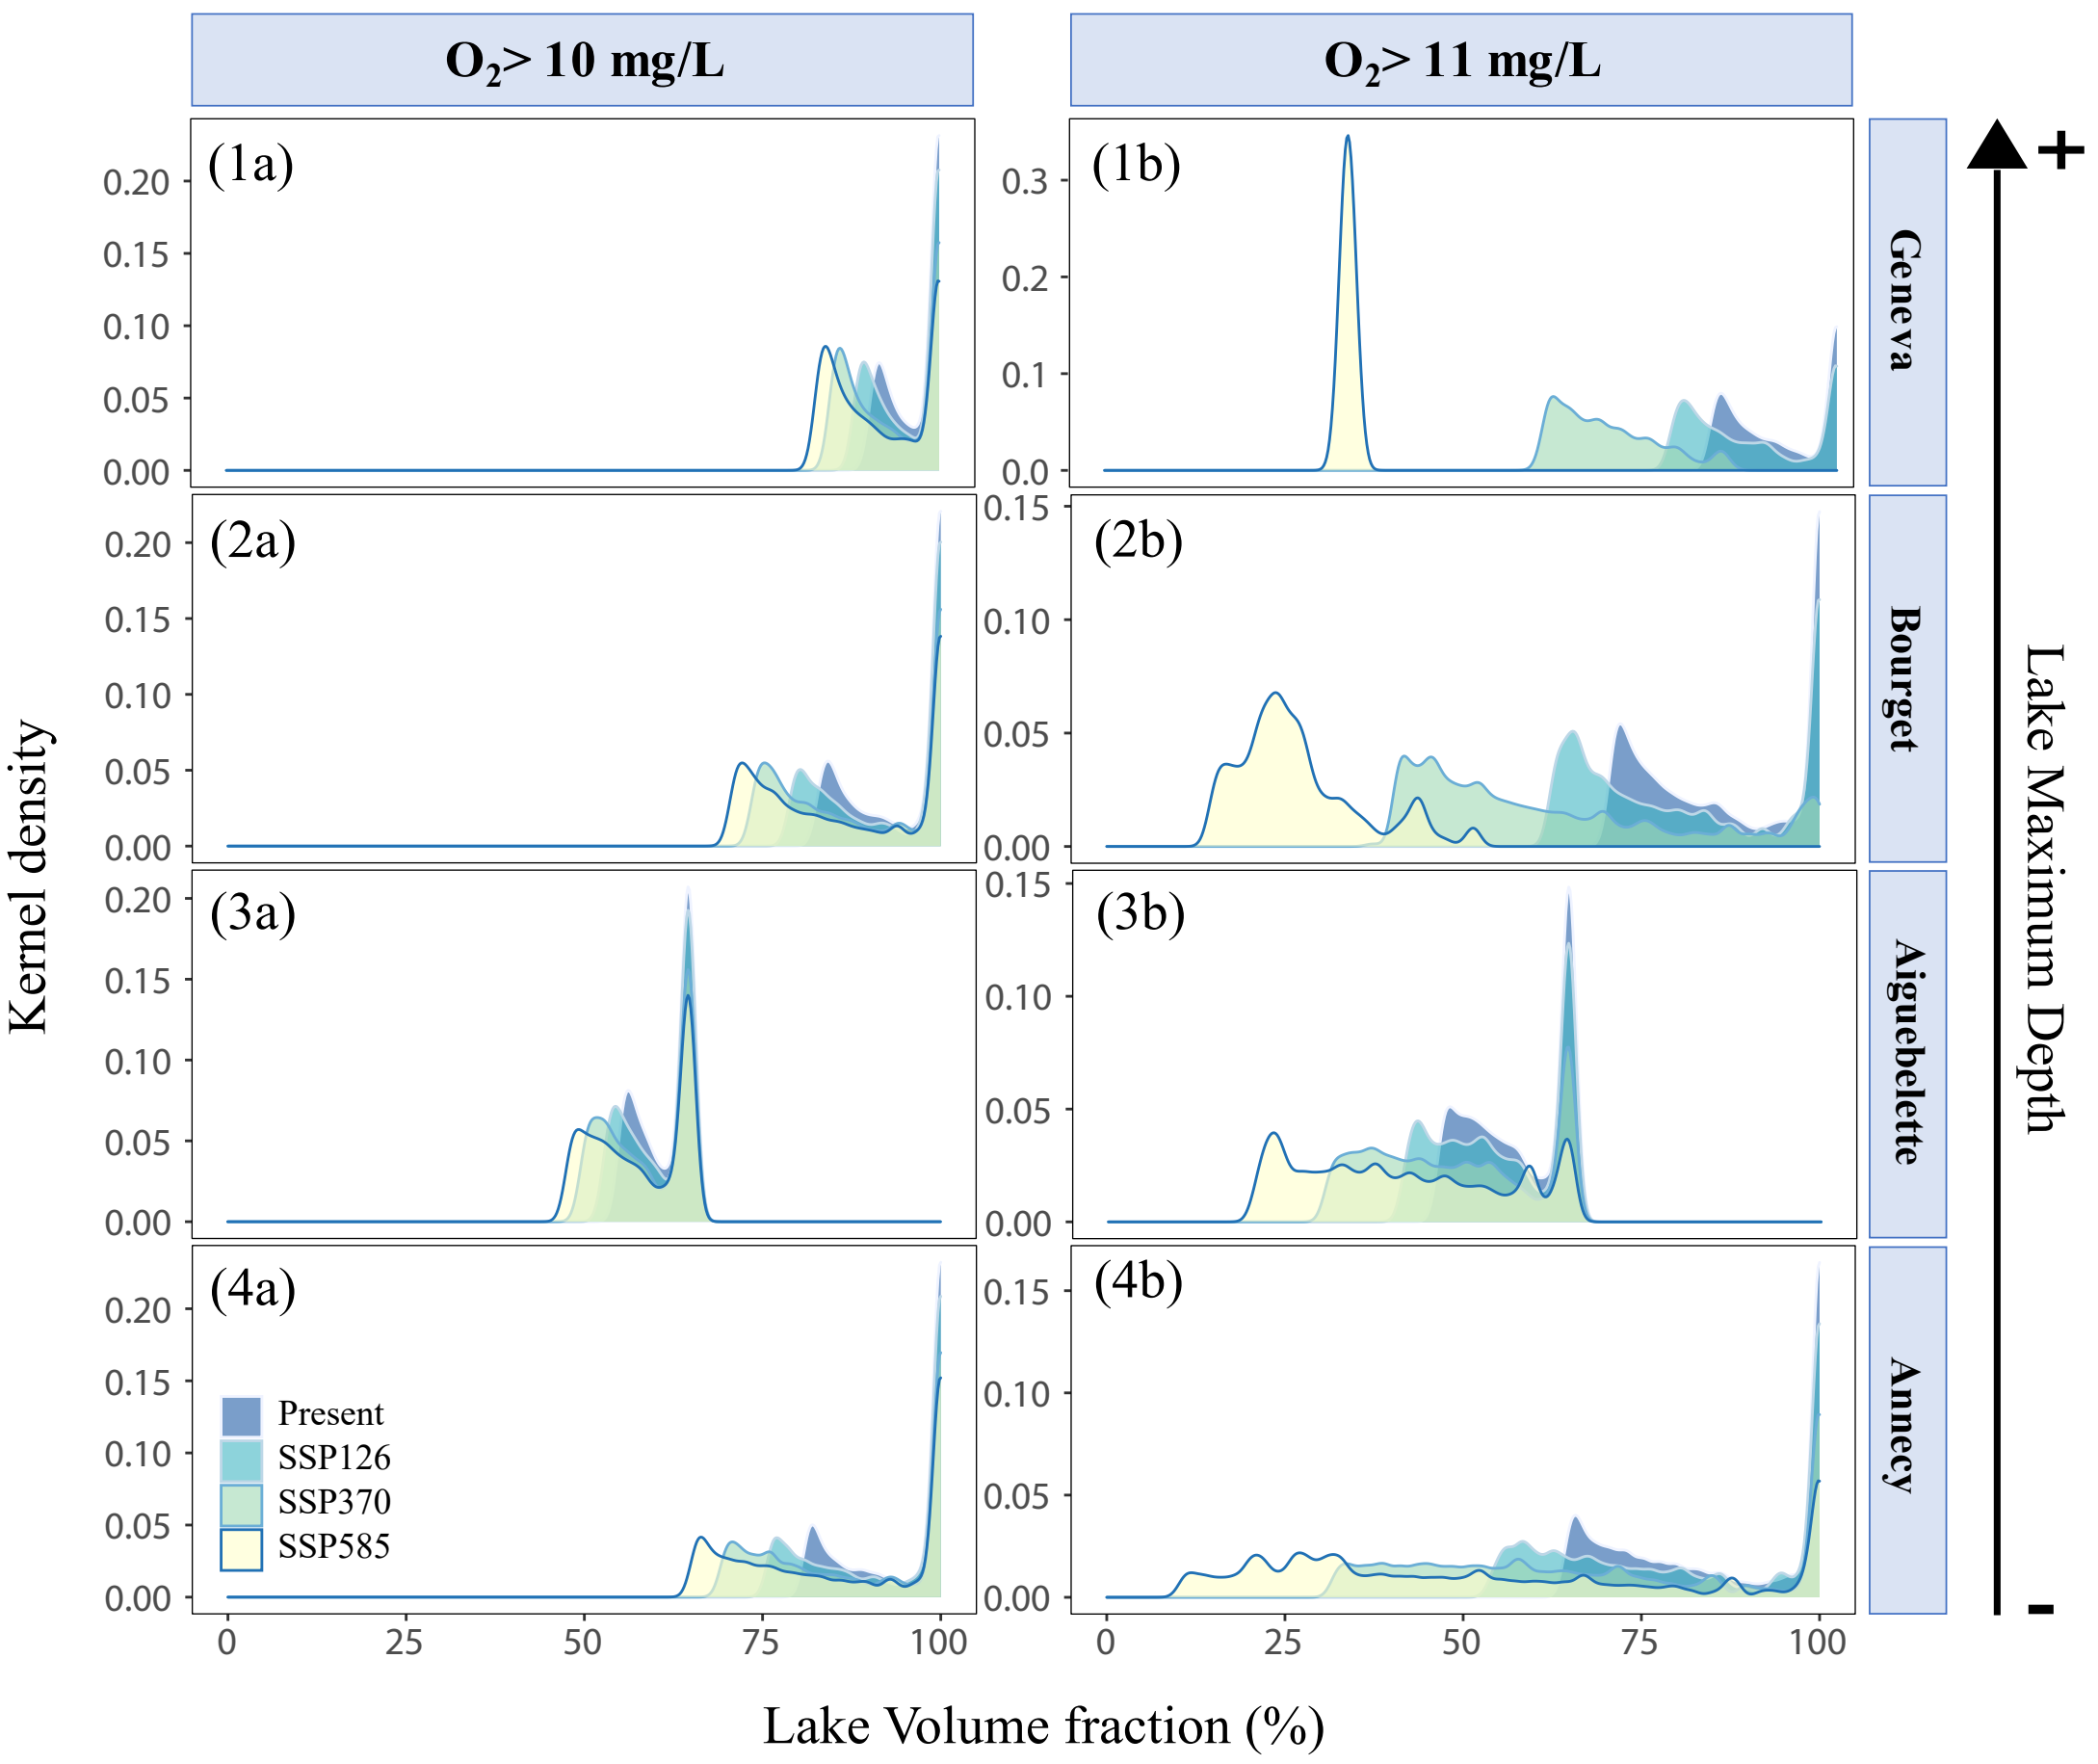 O₂> 10 mg/L
O₂> 11 mg/L
(1a)
0.20
0.15
0.10
0.05
0.00
(1b)
0.3
0.2
0.1
0.0
Geneva
+
(2a)
0.20
0.15
0.10
0.05
0.00
(2b)
0.15
0.10
0.05
0.00
Bourget
(3a)
0.20
0.15
0.10
0.05
0.00
(3b)
0.15
0.10
0.05
0.00
Aiguebelette
(4a)
0.20
0.15
0.10
0.05
0.00
Present
SSP126
SSP370
SSP585
(4b)
0.15
0.10
0.05
0.00
Annecy
-
Kernel density
Lake Maximum Depth
0 25 50 75 100
0 25 50 75 100
Lake Volume fraction (%)